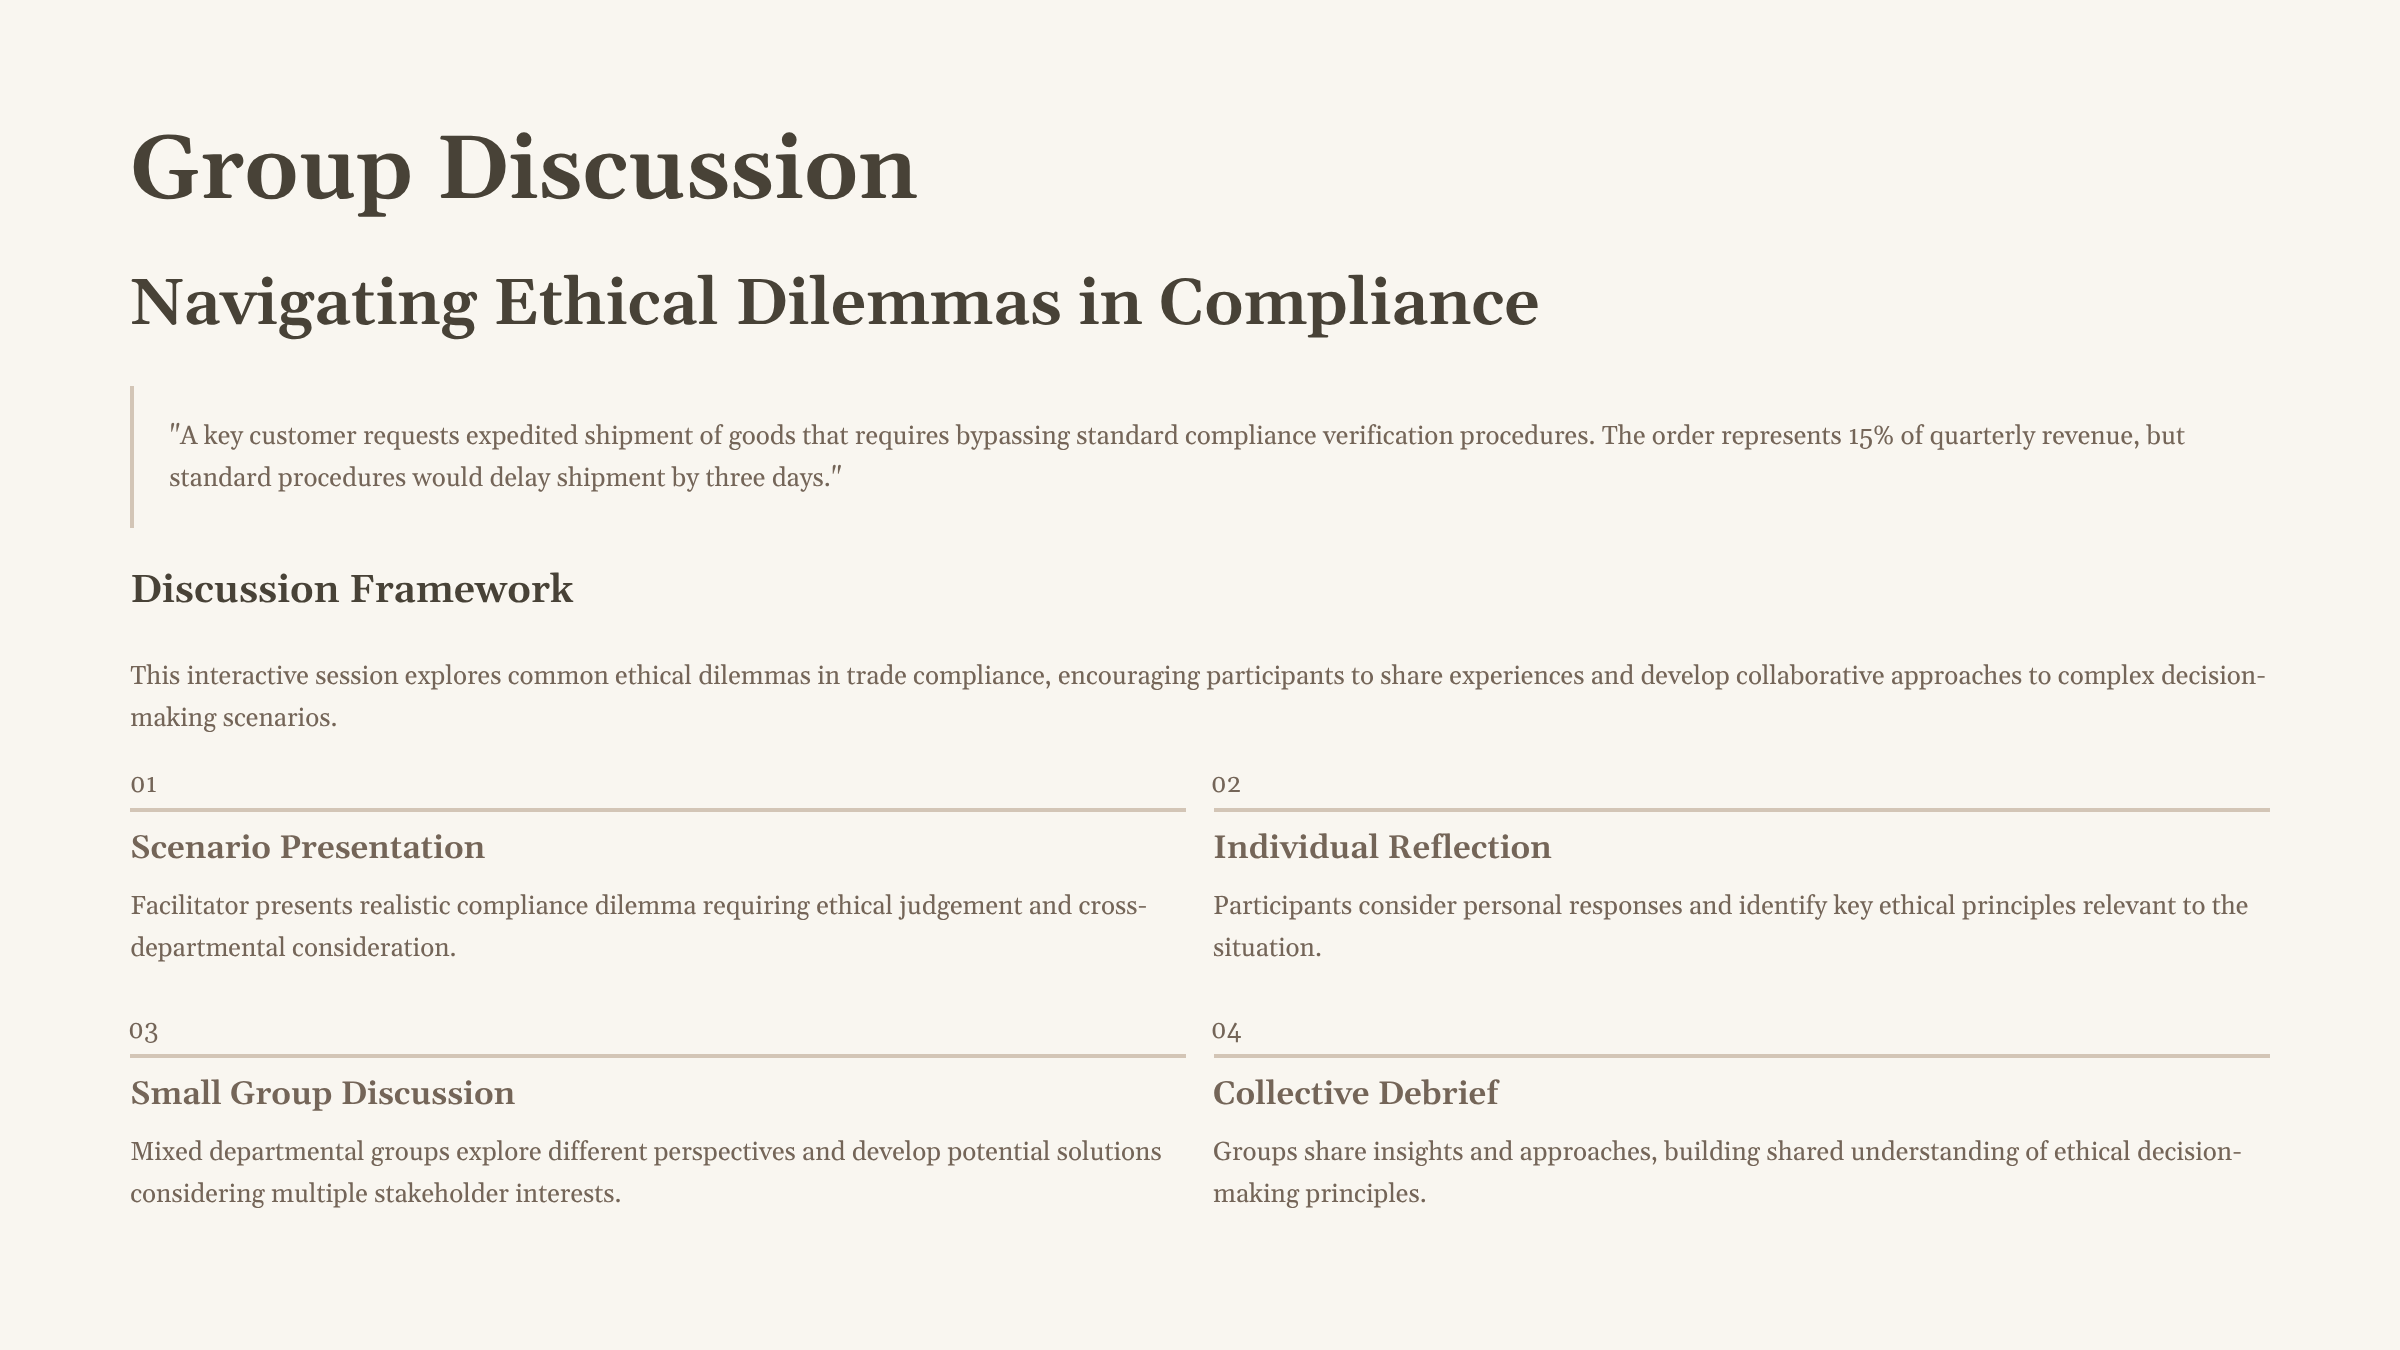 Group Discussion
Navigating Ethical Dilemmas in Compliance
"A key customer requests expedited shipment of goods that requires bypassing standard compliance verification procedures. The order represents 15% of quarterly revenue, but
standard procedures would delay shipment by three days."
Discussion Framework
This interactive session explores common ethical dilemmas in trade compliance, encouraging participants to share experiences and develop collaborative approaches to complex decision-
making scenarios.
01
Scenario Presentation
Facilitator presents realistic compliance dilemma requiring ethical judgement and cross-
departmental consideration.
02
Individual Reflection
Participants consider personal responses and identify key ethical principles relevant to the
situation.
03
Small Group Discussion
Mixed departmental groups explore different perspectives and develop potential solutions
considering multiple stakeholder interests.
04
Collective Debrief
Groups share insights and approaches, building shared understanding of ethical decision-
making principles.